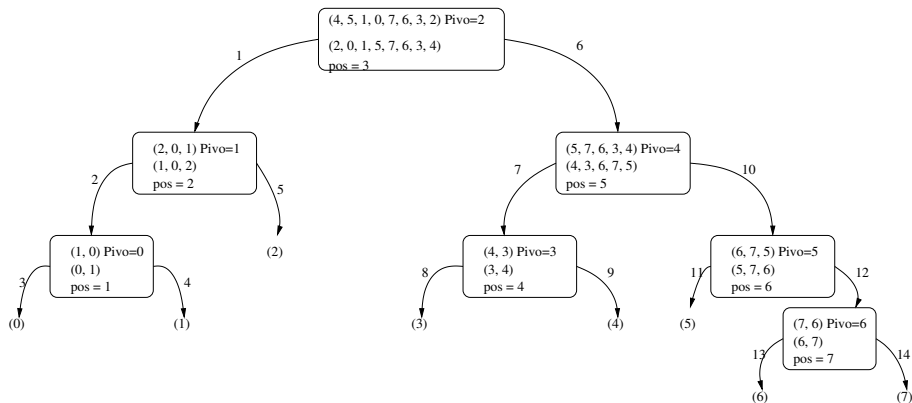 (4, 5, 1, 0, 7, 6, 3, 2) Pivo=2
(2, 0, 1, 5, 7, 6, 3, 4)
pos = 3
1
6
(2, 0, 1) Pivo=1
(1, 0, 2)
pos = 2
(5, 7, 6, 3, 4) Pivo=4
(4, 3, 6, 7, 5)
pos = 5
2
5
7
10
(2)
(1, 0) Pivo=0
(0, 1)
pos = 1
(4, 3) Pivo=3
(3, 4)
pos = 4
(6, 7, 5) Pivo=5
(5, 7, 6)
pos = 6
3
4
8
9
11
12
(0)
(1)
(3)
(4)
(5)
(7, 6) Pivo=6
(6, 7)
pos = 7
13
14
(6)
(7)